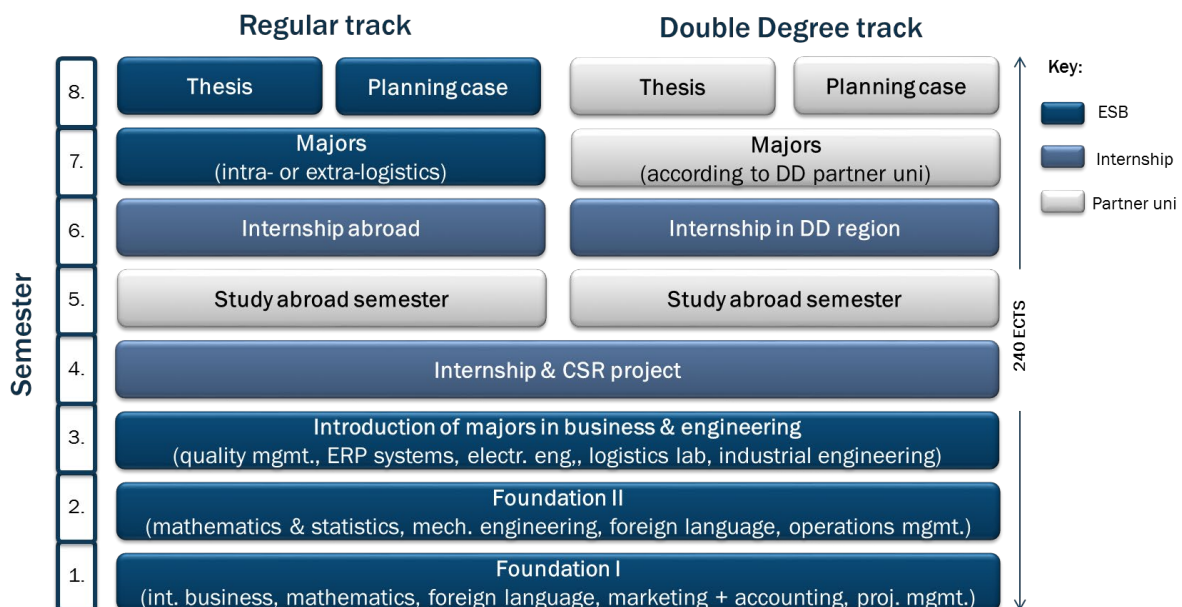 Regular track
Double Degree track
8.
Thesis
Planning case
Thesis
Planning case
7.
Majors
(intra- or extra-logistics)
Majors
(according to DD partner uni)
6.
Internship abroad
Internship in DD region
5.
Study abroad semester
Study abroad semester
4.
Internship & CSR project
3.
Introduction of majors in business & engineering
(quality mgmt., ERP systems, electr. eng,, logistics lab, industrial engineering)
2.
Foundation II
(mathematics & statistics, mech. engineering, foreign language, operations mgmt.)
1.
Foundation I
(int. business, mathematics, foreign language, marketing + accounting, proj. mgmt.)
Semester
240 ECTS
Key:
ESB
Internship
Partner uni